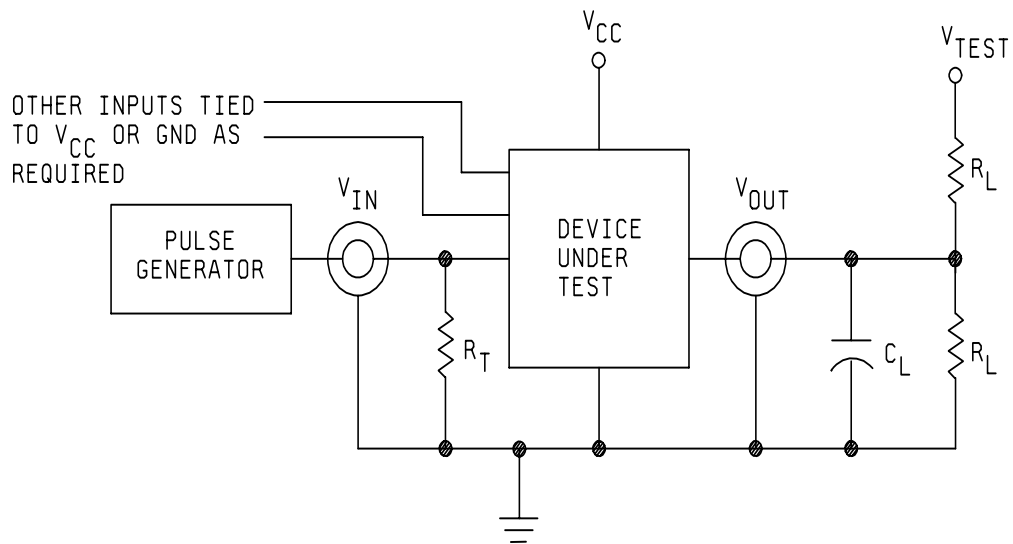 V_CC
V_TEST
OTHER INPUTS TIED
TO V_CC OR GND AS
REQUIRED
R_L
V_IN
V_OUT
PULSE
GENERATOR
DEVICE
UNDER
TEST
R_T
C_L
R_L